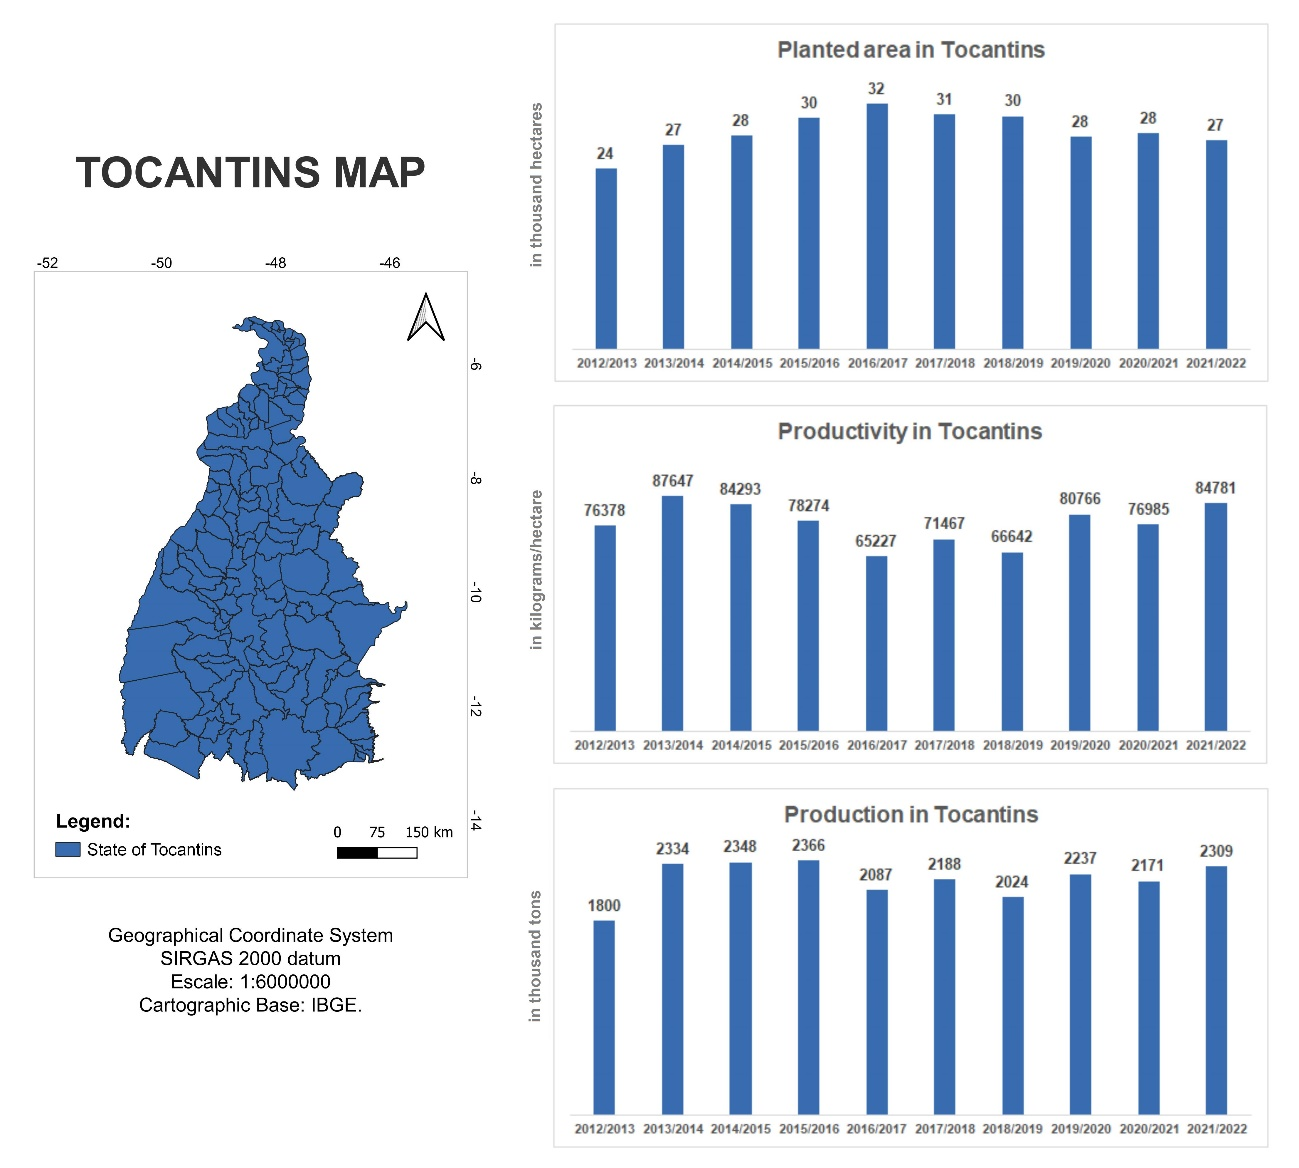 TOCANTINS MAP
-52 -50 -48 -46
-6
-8
-10
-12
-14
Legend:
State of Tocantins
0 75 150 km
Geographical Coordinate System
SIRGAS 2000 datum
Escale: 1:6000000
Cartographic Base: IBGE.
Planted area in Tocantins
in thousand hectares
24 27 28 30 32 31 30 28 28 27
2012/2013 2013/2014 2014/2015 2015/2016 2016/2017 2017/2018 2018/2019 2019/2020 2020/2021 2021/2022
Productivity in Tocantins
in kilograms/hectare
76378 87647 84293 78274 65227 71467 66642 80766 76985 84781
2012/2013 2013/2014 2014/2015 2015/2016 2016/2017 2017/2018 2018/2019 2019/2020 2020/2021 2021/2022
Production in Tocantins
in thousand tons
1800 2334 2348 2366 2087 2188 2024 2237 2171 2309
2012/2013 2013/2014 2014/2015 2015/2016 2016/2017 2017/2018 2018/2019 2019/2020 2020/2021 2021/2022